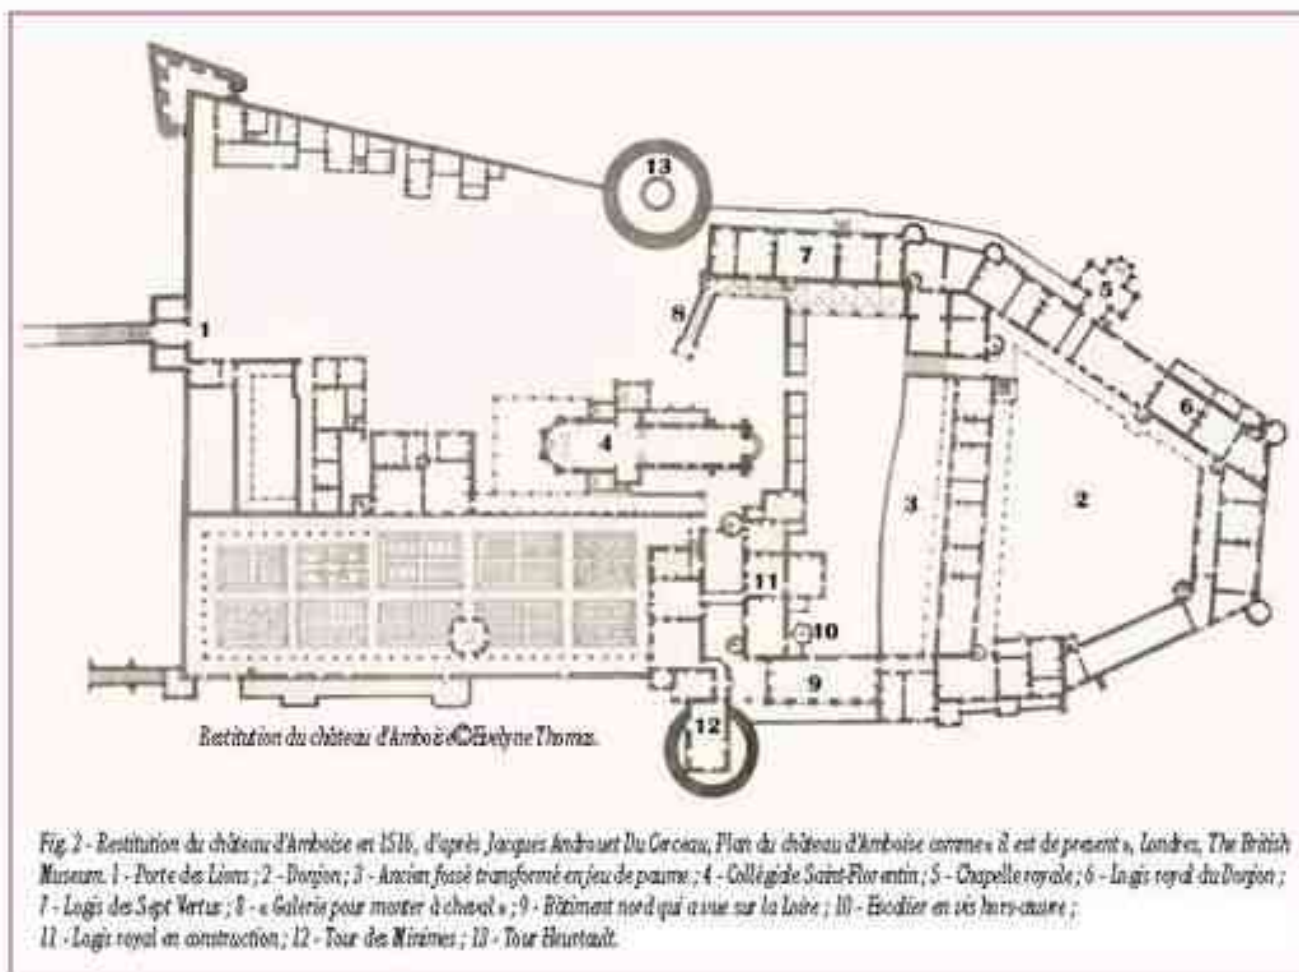 13
7
5
8
1
6
4
3
2
11
10
9
12
Restitution du château d'Amboise©Evelyne Thomas.
Fig. 2 - Restitution du château d'Amboise en 1516, d'après Jacques Androuet Du Cerceau, Plan du château d'Amboise comme « il est de present », Londres, The British
Museum. 1 - Porte des Lions ; 2 - Donjon ; 3 - Ancien fossé transformé en jeu de paume ; 4 - Collégiale Saint-Florentin ; 5 - Chapelle royale ; 6 - Logis royal du Donjon ;
7 - Logis des Sept Vertus ; 8 - « Galerie pour monter à cheval » ; 9 - Bâtiment nord qui a vue sur la Loire ; 10 - Escalier en vis hors-œuvre ;
11 - Logis royal en construction ; 12 - Tour des Minimes ; 13 - Tour Heurtault.